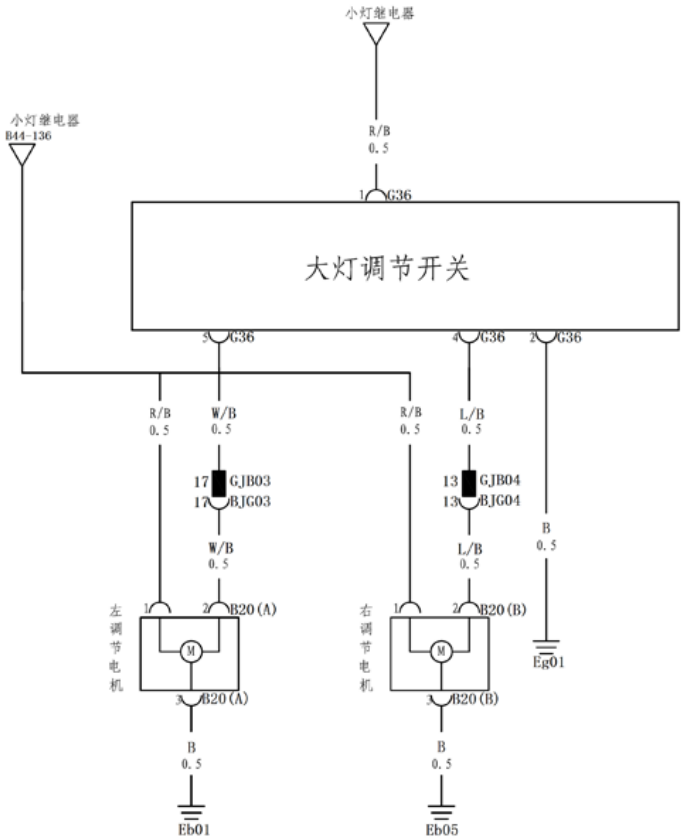 小灯继电器
小灯继电器
B44-136
R/B
0.5
1 G36
大灯调节开关
5 G36
4 G36
2 G36
R/B
0.5
W/B
0.5
R/B
0.5
L/B
0.5
17 GJB03
17 BJG03
13 GJB04
13 BJG04
W/B
0.5
L/B
0.5
B
0.5
左调节电机
1
2 B20(A)
M
3 B20(A)
右调节电机
1
2 B20(B)
M
3 B20(B)
Eg01
B
0.5
B
0.5
Eb01
Eb05